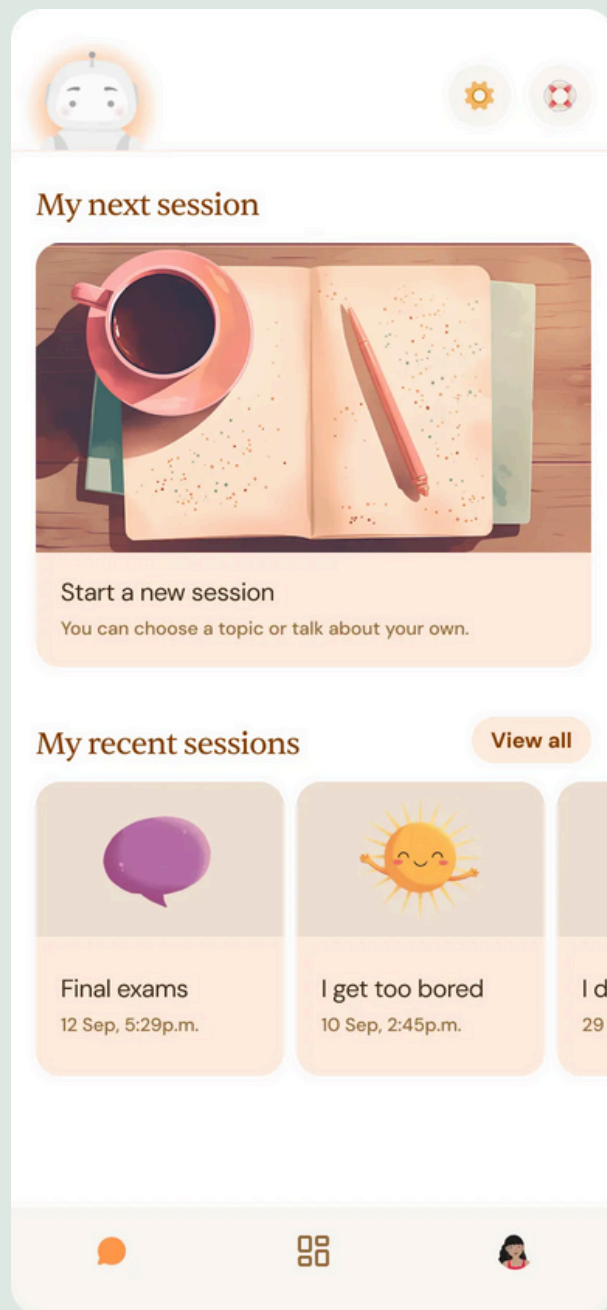 My next session
Start a new session
You can choose a topic or talk about your own.
My recent sessions
View all
Final exams
12 Sep, 5:29p.m.
I get too bored
10 Sep, 2:45p.m.
I d
29